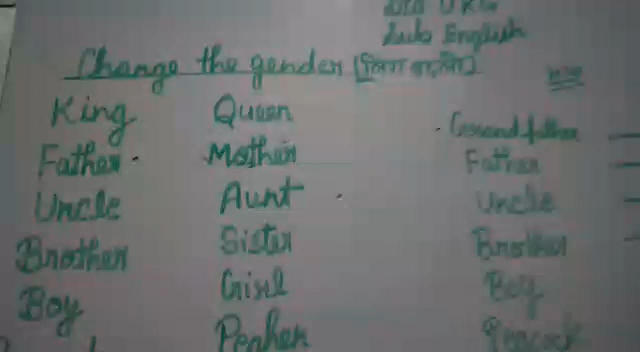 Sub English
Change the gender
King Queen
Grandfather
Father Mother Father
Uncle Aunt Uncle
Brother Sister Brother
Boy Girl Boy
Peahen Peacock